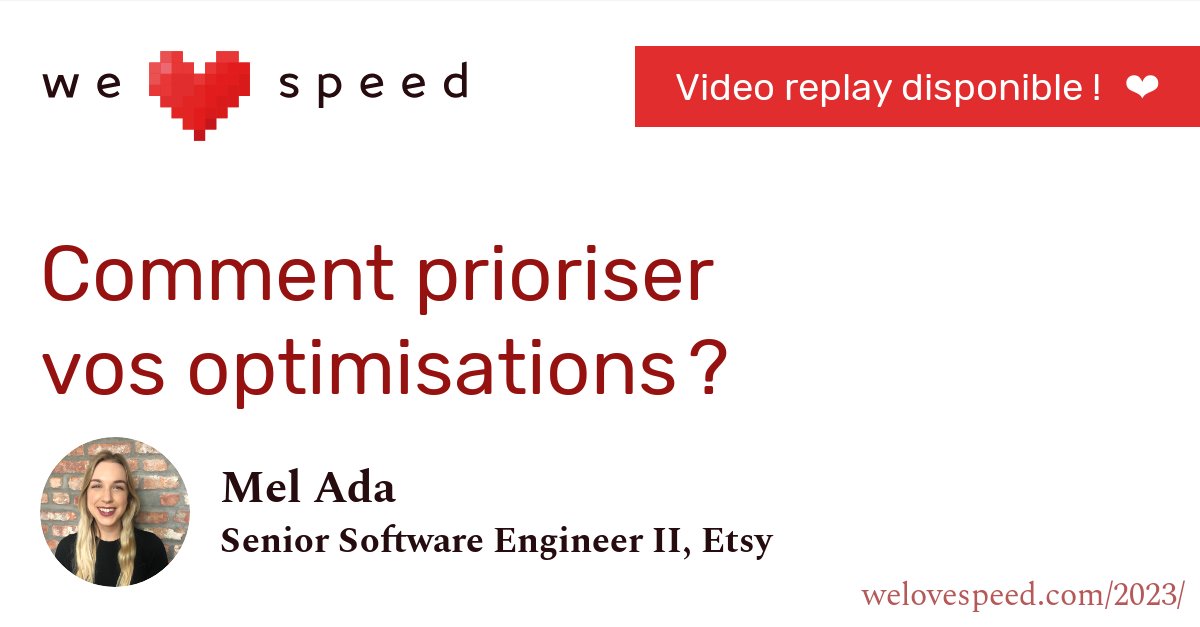 we speed
Video replay disponible ! ❤
Comment prioriser
vos optimisations ?
Mel Ada
Senior Software Engineer II, Etsy
welovespeed.com/2023/